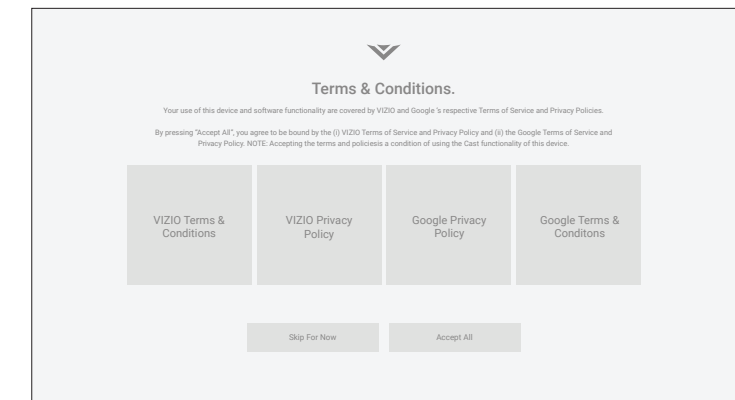 Terms & Conditions.
Your use of this device and software functionality are covered by VIZIO and Google 's respective Terms of Service and Privacy Policies.
By pressing "Accept All", you agree to be bound by the (i) VIZIO Terms of Service and Privacy Policy and (ii) the Google Terms of Service and
Privacy Policy. NOTE: Accepting the terms and policiesis a condition of using the Cast functionality of this device.
VIZIO Terms &
Conditions
VIZIO Privacy
Policy
Google Privacy
Policy
Google Terms &
Conditons
Skip For Now
Accept All